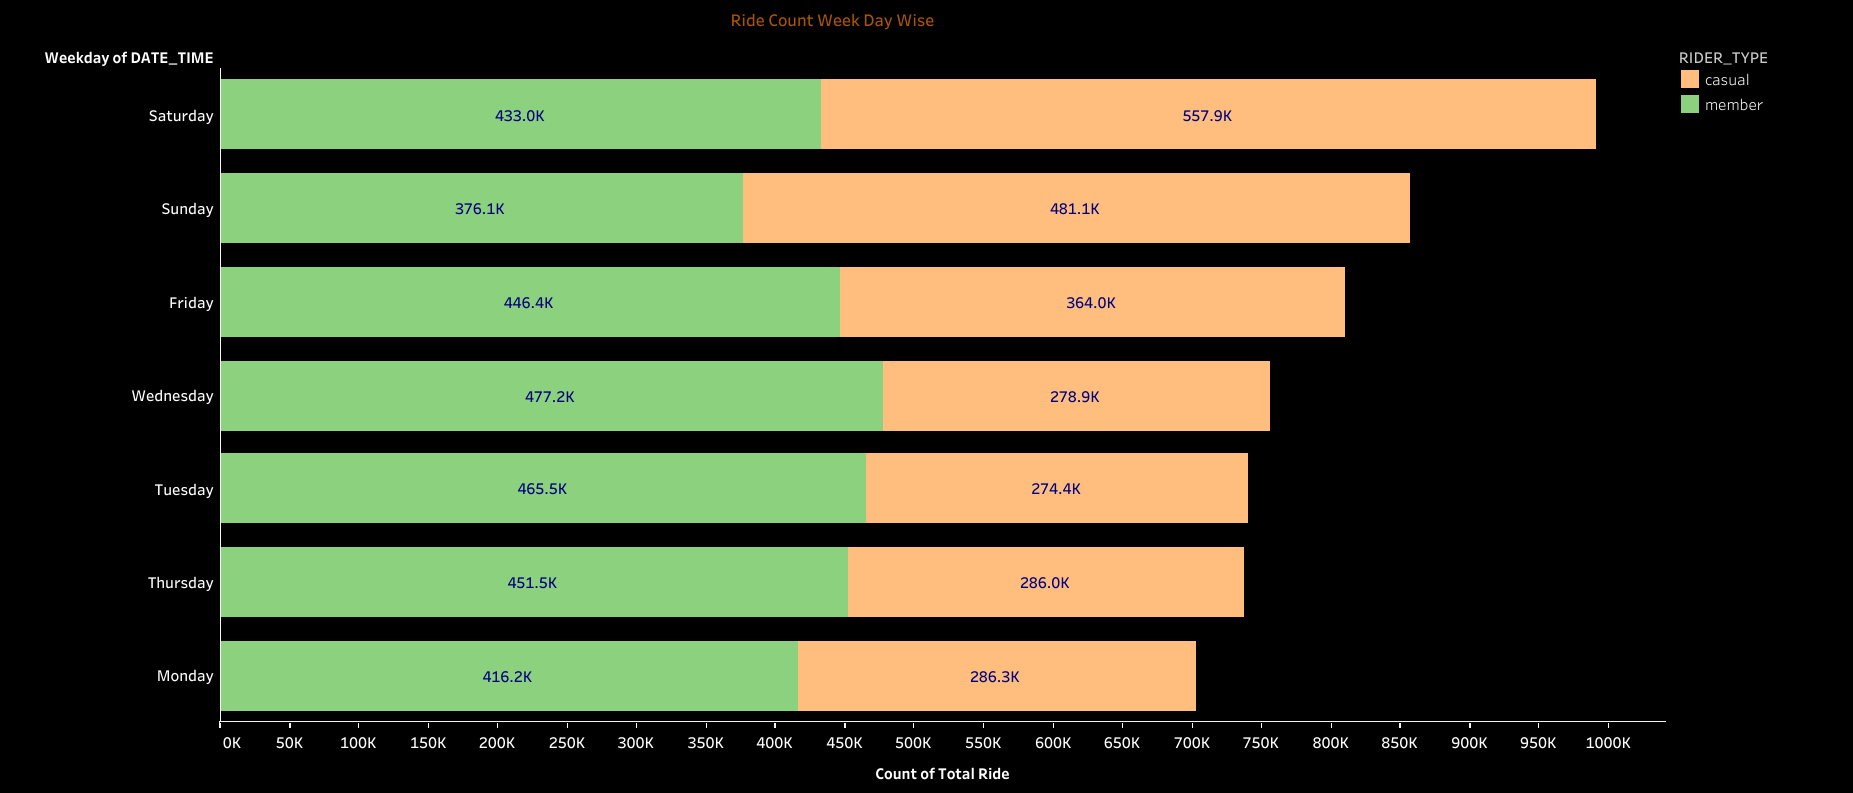 Ride Count Week Day Wise
Weekday of DATE_TIME
RIDER_TYPE
casual
member
Saturday 433.0K 557.9K
Sunday 376.1K 481.1K
Friday 446.4K 364.0K
Wednesday 477.2K 278.9K
Tuesday 465.5K 274.4K
Thursday 451.5K 286.0K
Monday 416.2K 286.3K
0K 50K 100K 150K 200K 250K 300K 350K 400K 450K 500K 550K 600K 650K 700K 750K 800K 850K 900K 950K 1000K
Count of Total Ride